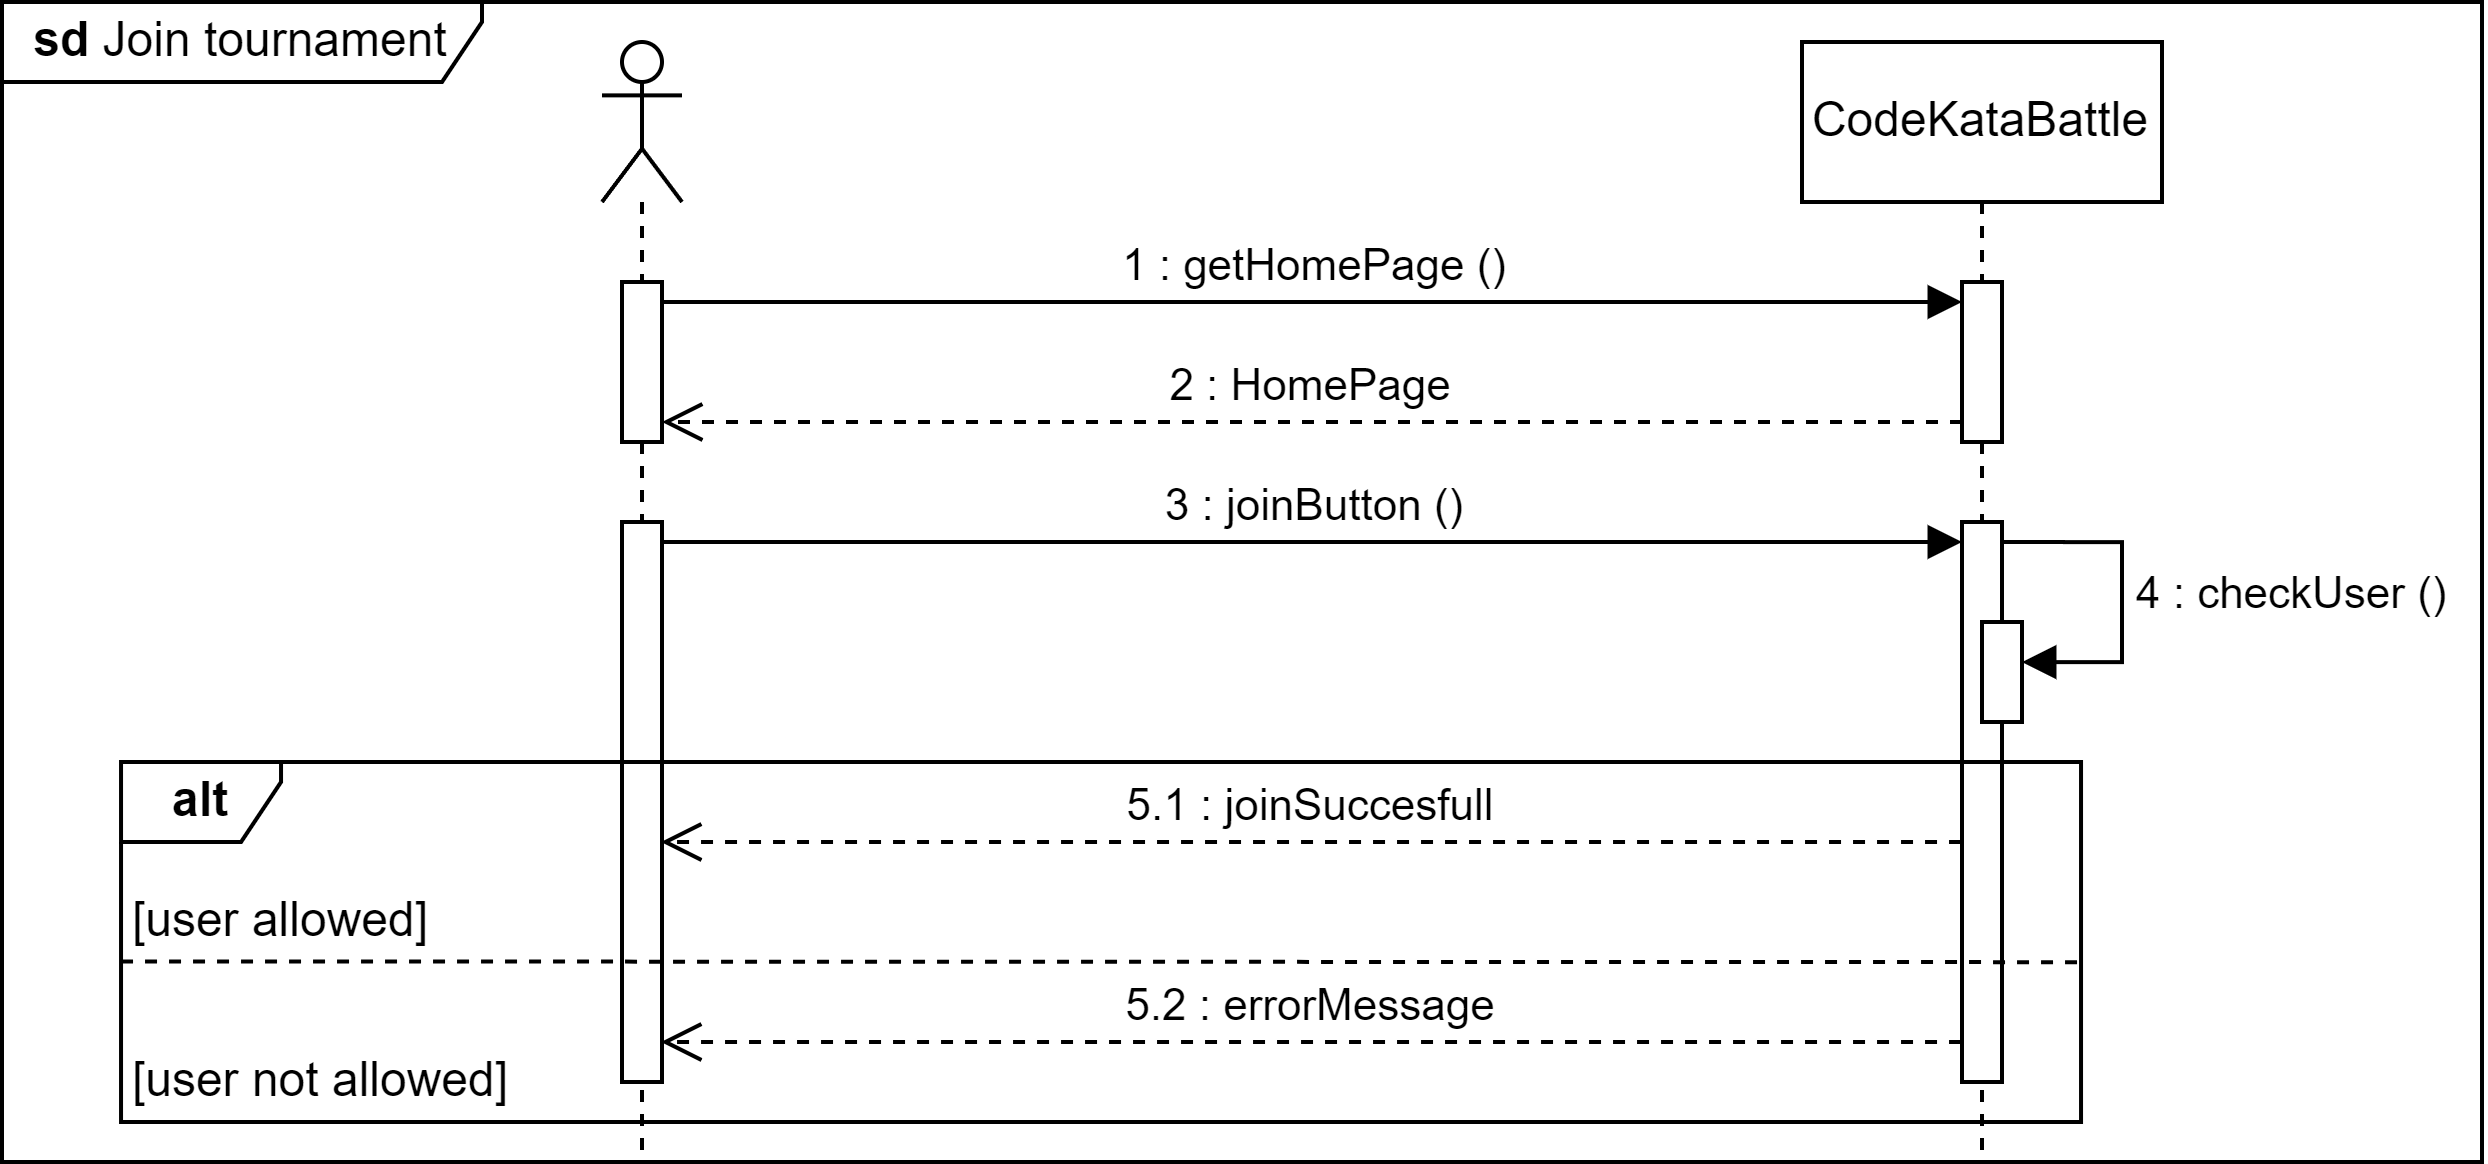 sd Join tournament
CodeKataBattle
1 : getHomePage ()
2 : HomePage
3 : joinButton ()
4 : checkUser ()
alt
5.1 : joinSuccesfull
[user allowed]
5.2 : errorMessage
[user not allowed]